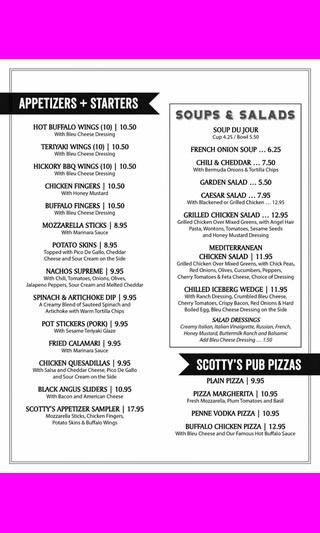 APPETIZERS + STARTERS
HOT BUFFALO WINGS (10) | 10.50
With Bleu Cheese Dressing
TERIYAKI WINGS (10) | 10.50
With Bleu Cheese Dressing
HICKORY BBQ WINGS (10) | 10.50
With Bleu Cheese Dressing
CHICKEN FINGERS | 10.50
With Honey Mustard
BUFFALO FINGERS | 10.50
With Bleu Cheese Dressing
MOZZARELLA STICKS | 8.95
With Marinara Sauce
POTATO SKINS | 8.95
Topped with Pico De Gallo, Cheddar
Cheese and Sour Cream on the Side
NACHOS SUPREME | 9.95
With Chili, Tomatoes, Onions, Olives,
Jalapeno Peppers, Sour Cream and Melted Cheddar
SPINACH & ARTICHOKE DIP | 9.95
A Creamy Blend of Sauteed Spinach and
Artichoke with Warm Tortilla Chips
POT STICKERS (PORK) | 9.95
With Sesame Teriyaki Glaze
FRIED CALAMARI | 9.95
With Marinara Sauce
CHICKEN QUESADILLAS | 9.95
With Salsa and Cheddar Cheese, Pico De Gallo
and Sour Cream on the Side
BLACK ANGUS SLIDERS | 10.95
With Bacon and American Cheese
SCOTTY'S APPETIZER SAMPLER | 17.95
Mozzarella Sticks, Chicken Fingers,
Potato Skins & Buffalo Wings
SOUPS & SALADS
SOUP DU JOUR
Cup 4.25 / Bowl 5.50
FRENCH ONION SOUP ... 6.25
CHILI & CHEDDAR ... 7.50
With Bermuda Onions & Tortilla Chips
GARDEN SALAD ... 5.50
CAESAR SALAD ... 7.95
With Blackened or Grilled Chicken ... 12.95
GRILLED CHICKEN SALAD ... 12.95
Grilled Chicken Over Mixed Greens, with Angel Hair
Pasta, Wontons, Tomatoes, Sesame Seeds
and Honey Mustard Dressing
MEDITERRANEAN
CHICKEN SALAD | 11.95
Grilled Chicken Over Mixed Greens, with Chick Peas,
Red Onions, Olives, Cucumbers, Peppers,
Cherry Tomatoes & Feta Cheese, Choice of Dressing
CHILLED ICEBERG WEDGE | 11.95
With Ranch Dressing, Crumbled Bleu Cheese,
Cherry Tomatoes, Crispy Bacon, Red Onions & Hard
Boiled Egg, Bleu Cheese Dressing on the Side
SALAD DRESSINGS
Creamy Italian, Italian Vinaigrette, Russian, French,
Honey Mustard, Buttermilk Ranch and Balsamic
Add Bleu Cheese Dressing ... 1.50
SCOTTY'S PUB PIZZAS
PLAIN PIZZA | 9.95
PIZZA MARGHERITA | 10.95
Fresh Mozzarella, Plum Tomatoes and Basil
PENNE VODKA PIZZA | 10.95
BUFFALO CHICKEN PIZZA | 12.95
With Bleu Cheese and Our Famous Hot Buffalo Sauce